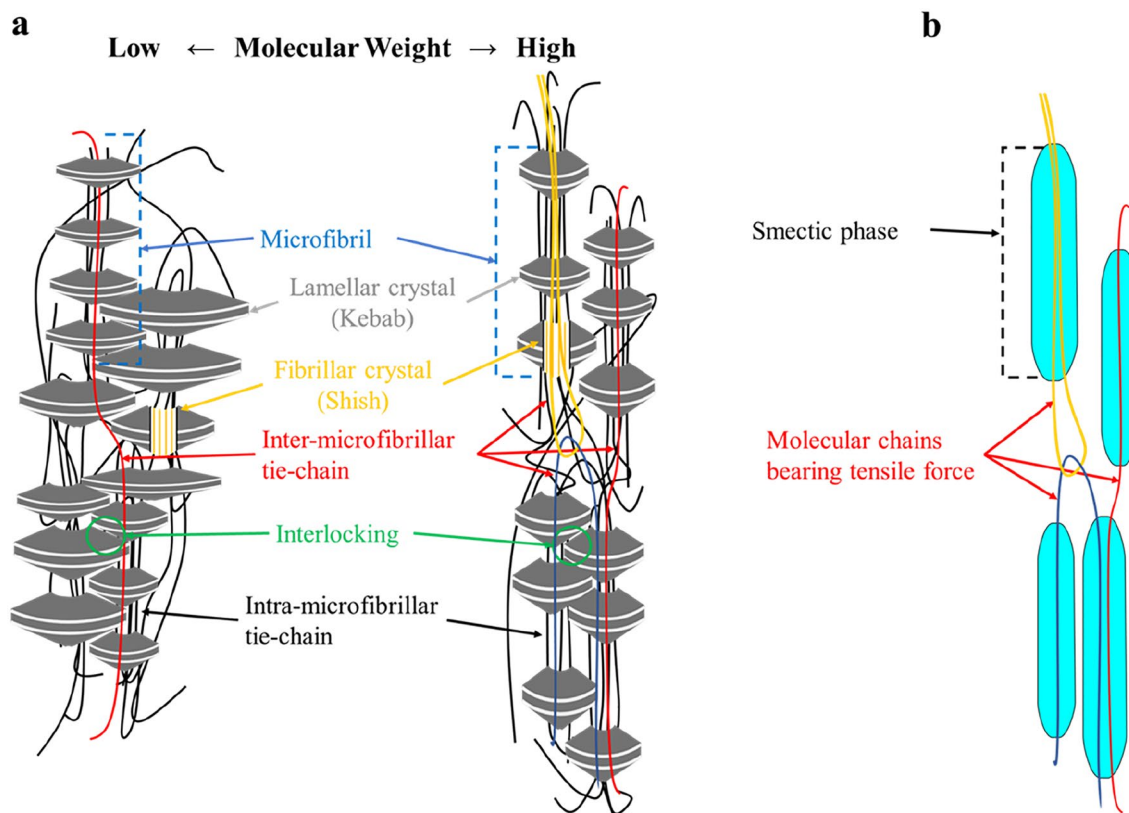 a
Low ← Molecular Weight → High
Microfibril
Lamellar crystal
(Kebab)
Fibrillar crystal
(Shish)
Inter-microfibrillar
tie-chain
Interlocking
Intra-microfibrillar
tie-chain
b
Smectic phase
Molecular chains
bearing tensile force